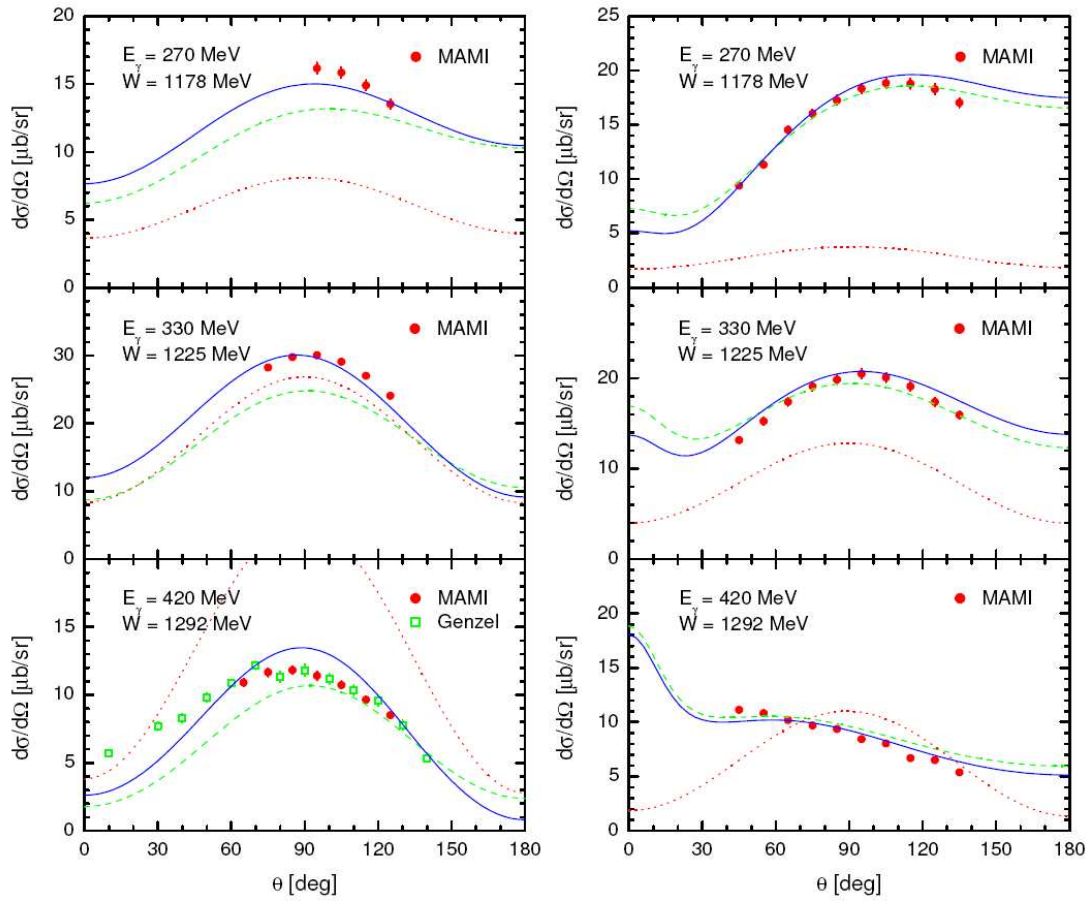 20
15
10
5
0
dσ/dΩ [μb/sr]
E_γ = 270 MeV
W = 1178 MeV
MAMI
25
20
15
10
5
0
dσ/dΩ [μb/sr]
E_γ = 270 MeV
W = 1178 MeV
MAMI
30
20
10
0
dσ/dΩ [μb/sr]
E_γ = 330 MeV
W = 1225 MeV
MAMI
20
10
0
dσ/dΩ [μb/sr]
E_γ = 330 MeV
W = 1225 MeV
MAMI
15
10
5
0
dσ/dΩ [μb/sr]
E_γ = 420 MeV
W = 1292 MeV
MAMI
Genzel
0 30 60 90 120 150 180
θ [deg]
20
15
10
5
0
dσ/dΩ [μb/sr]
E_γ = 420 MeV
W = 1292 MeV
MAMI
0 30 60 90 120 150 180
θ [deg]